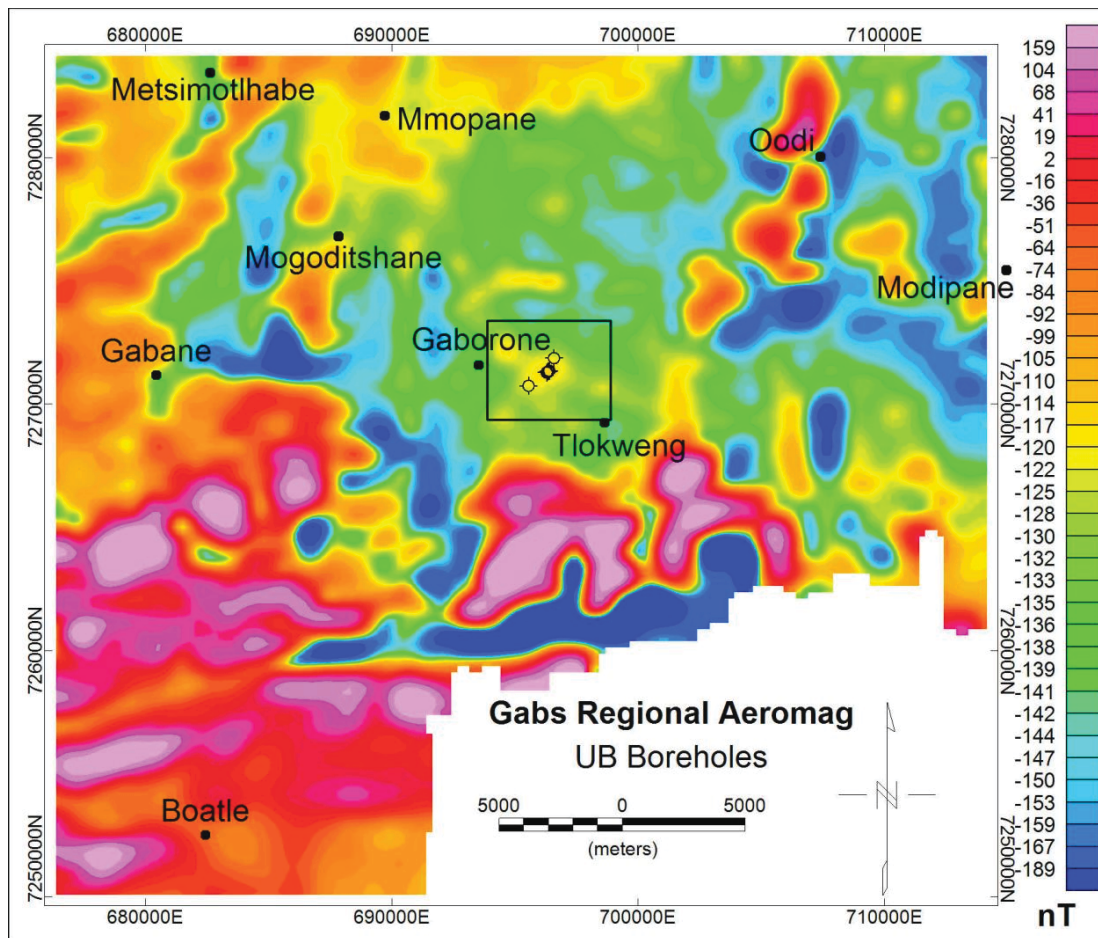 680000E 690000E 700000E 710000E
Metsimotlhabe
Mmopane
Oodi
7280000N 7280000N
Mogoditshane
Modipane
Gaborone
Gabane
7270000N 7270000N
Tlokweng
7260000N 7260000N
Gabs Regional Aeromag
UB Boreholes
5000 0 5000
(meters)
Boatle
N
7250000N 7250000N
680000E 690000E 700000E 710000E
159
104
68
41
19
2
-16
-36
-51
-64
-74
-84
-92
-99
-105
-110
-114
-117
-120
-122
-125
-128
-130
-132
-133
-135
-136
-138
-139
-141
-142
-144
-147
-150
-153
-159
-167
-189
nT